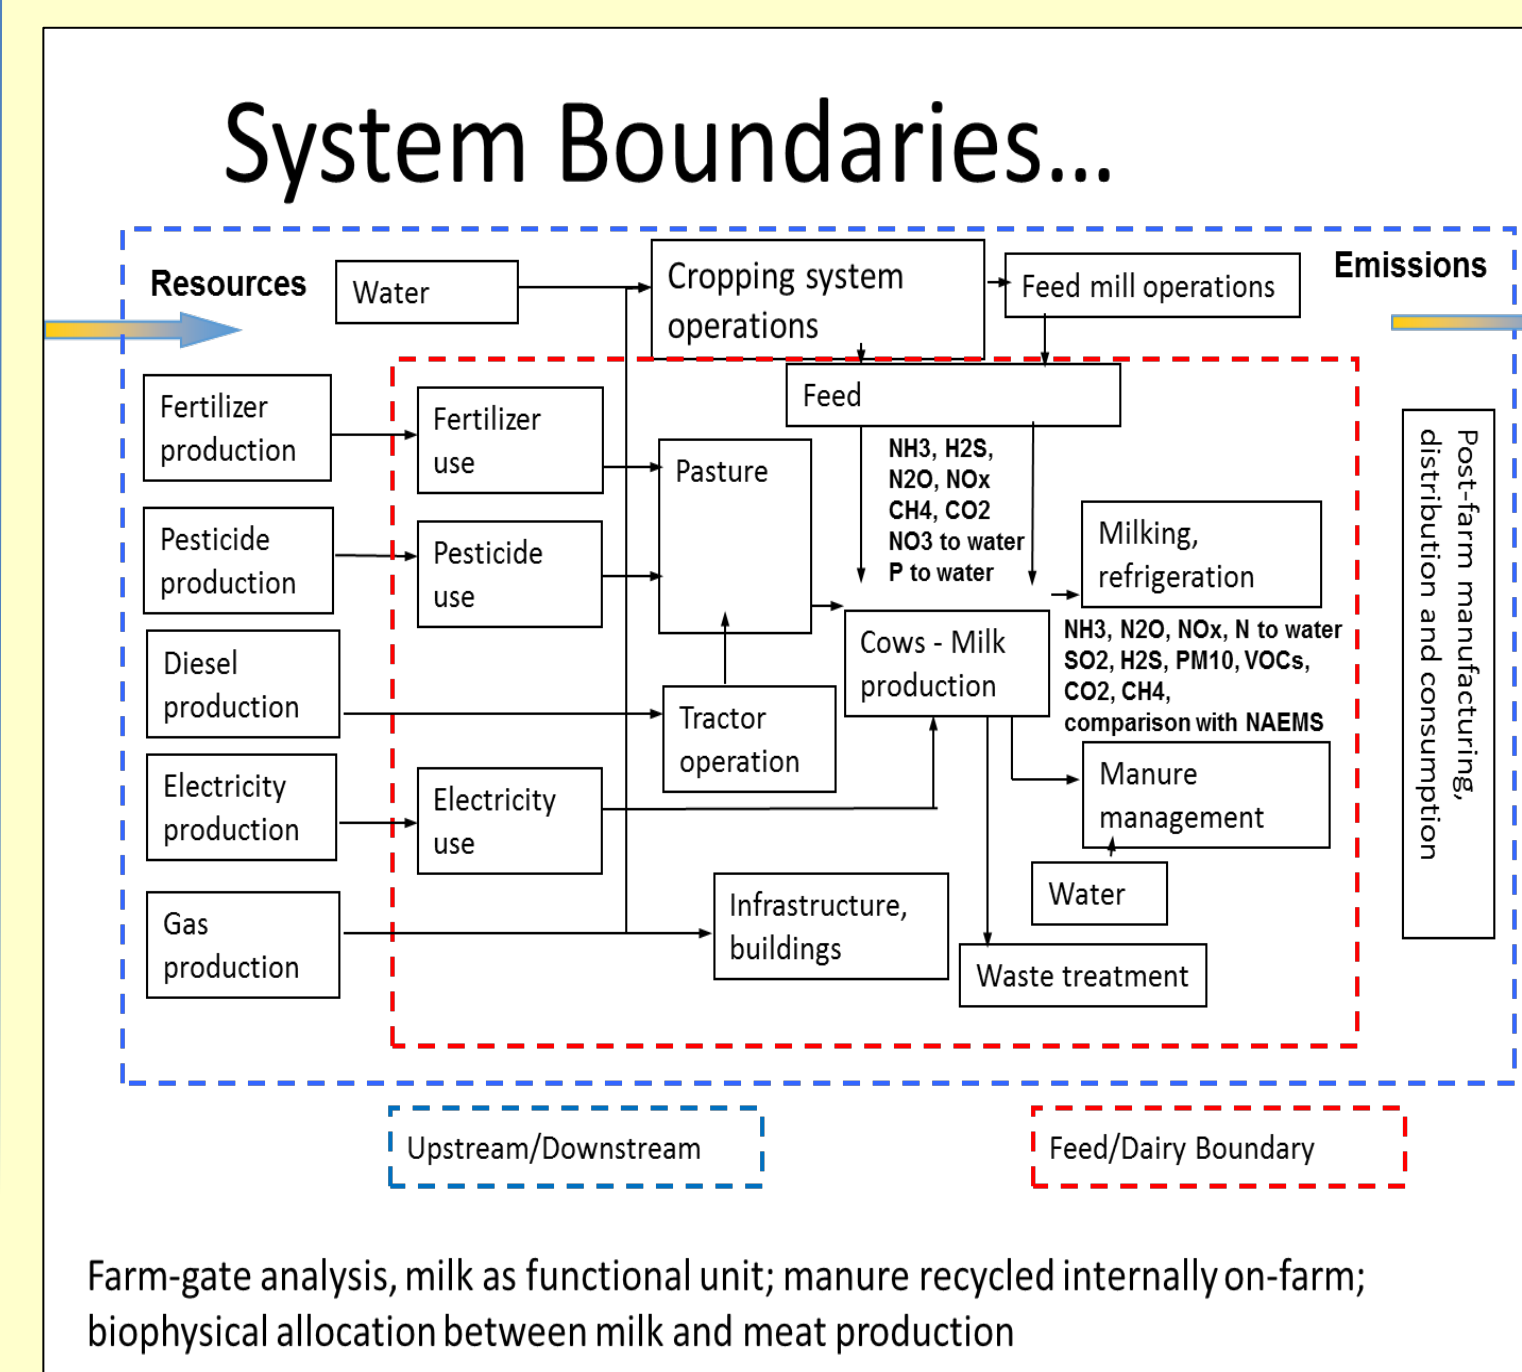 System Boundaries...
Resources
Water
Cropping system
operations
Feed mill operations
Emissions
Fertilizer
production
Fertilizer
use
Feed
Pasture
NH3, H2S,
N2O, NOx
CH4, CO2
NO3 to water
P to water
Pesticide
production
Pesticide
use
Milking,
refrigeration
Post-farm manufacturing,
distribution and consumption
Diesel
production
Tractor
operation
Cows - Milk
production
NH3, N2O, NOx, N to water
SO2, H2S, PM10, VOCs,
CO2, CH4,
comparison with NAEMS
Electricity
production
Electricity
use
Manure
management
Water
Gas
production
Infrastructure,
buildings
Waste treatment
Upstream/Downstream
Feed/Dairy Boundary
Farm-gate analysis, milk as functional unit; manure recycled internally on-farm;
biophysical allocation between milk and meat production